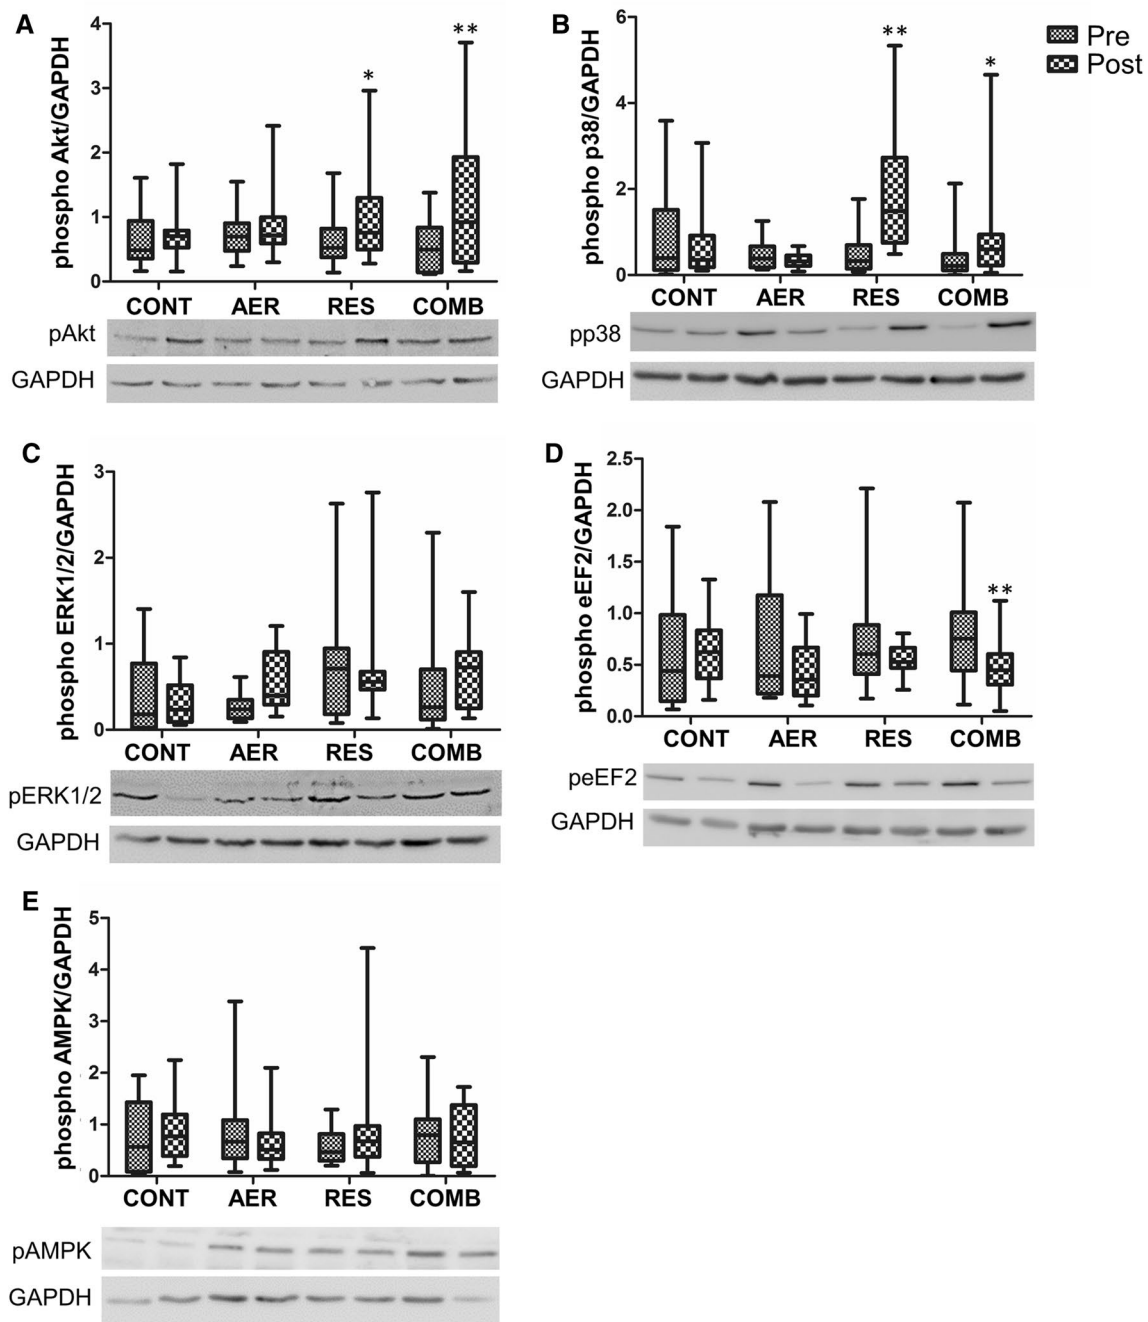 A
phospho Akt/GAPDH
4
3
2
1
0
*
**
CONT AER RES COMB
pAkt
GAPDH
B
phospho p38/GAPDH
6
4
2
0
**
*
Pre
Post
CONT AER RES COMB
pp38
GAPDH
C
phospho ERK1/2/GAPDH
3
2
1
0
CONT AER RES COMB
pERK1/2
GAPDH
D
phospho eEF2/GAPDH
2.5
2.0
1.5
1.0
0.5
0.0
**
CONT AER RES COMB
peEF2
GAPDH
E
phospho AMPK/GAPDH
5
4
3
2
1
0
CONT AER RES COMB
pAMPK
GAPDH